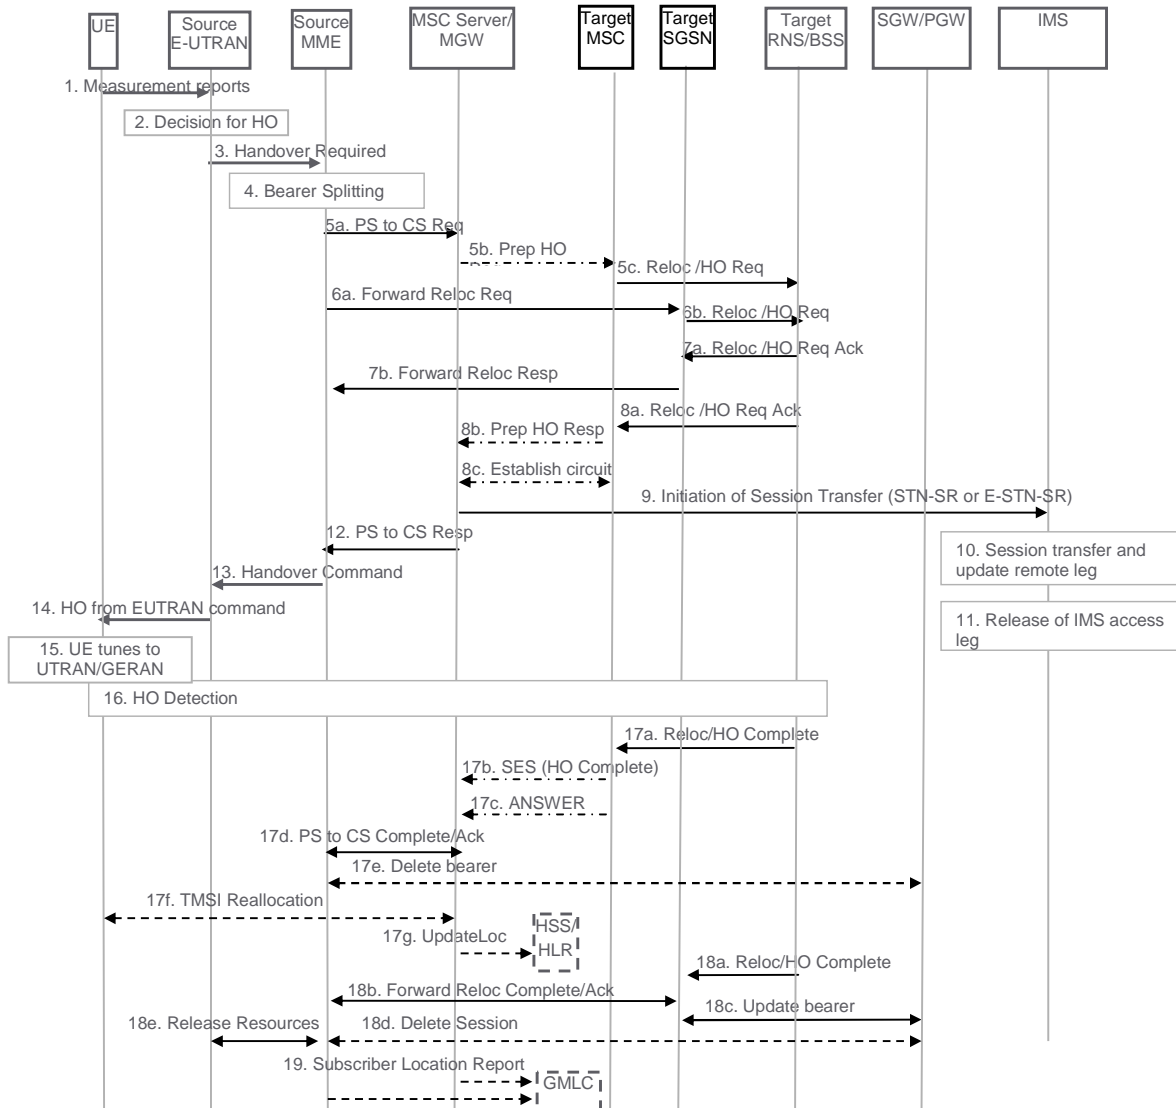 UE
Source
E-UTRAN
Source
MME
MSC Server/
MGW
Target
MSC
Target
SGSN
Target
RNS/BSS
SGW/PGW
IMS
1. Measurement reports
2. Decision for HO
3. Handover Required
4. Bearer Splitting
5a. PS to CS Req
5b. Prep HO
5c. Reloc /HO Req
6a. Forward Reloc Req
6b. Reloc /HO Req
7a. Reloc /HO Req Ack
7b. Forward Reloc Resp
8a. Reloc /HO Req Ack
8b. Prep HO Resp
8c. Establish circuit
9. Initiation of Session Transfer (STN-SR or E-STN-SR)
12. PS to CS Resp
10. Session transfer and
update remote leg
13. Handover Command
14. HO from EUTRAN command
11. Release of IMS access
leg
15. UE tunes to
UTRAN/GERAN
16. HO Detection
17a. Reloc/HO Complete
17b. SES (HO Complete)
17c. ANSWER
17d. PS to CS Complete/Ack
17e. Delete bearer
17f. TMSI Reallocation
HSS/
HLR
17g. UpdateLoc
18a. Reloc/HO Complete
18b. Forward Reloc Complete/Ack
18c. Update bearer
18e. Release Resources
18d. Delete Session
19. Subscriber Location Report
GMLC